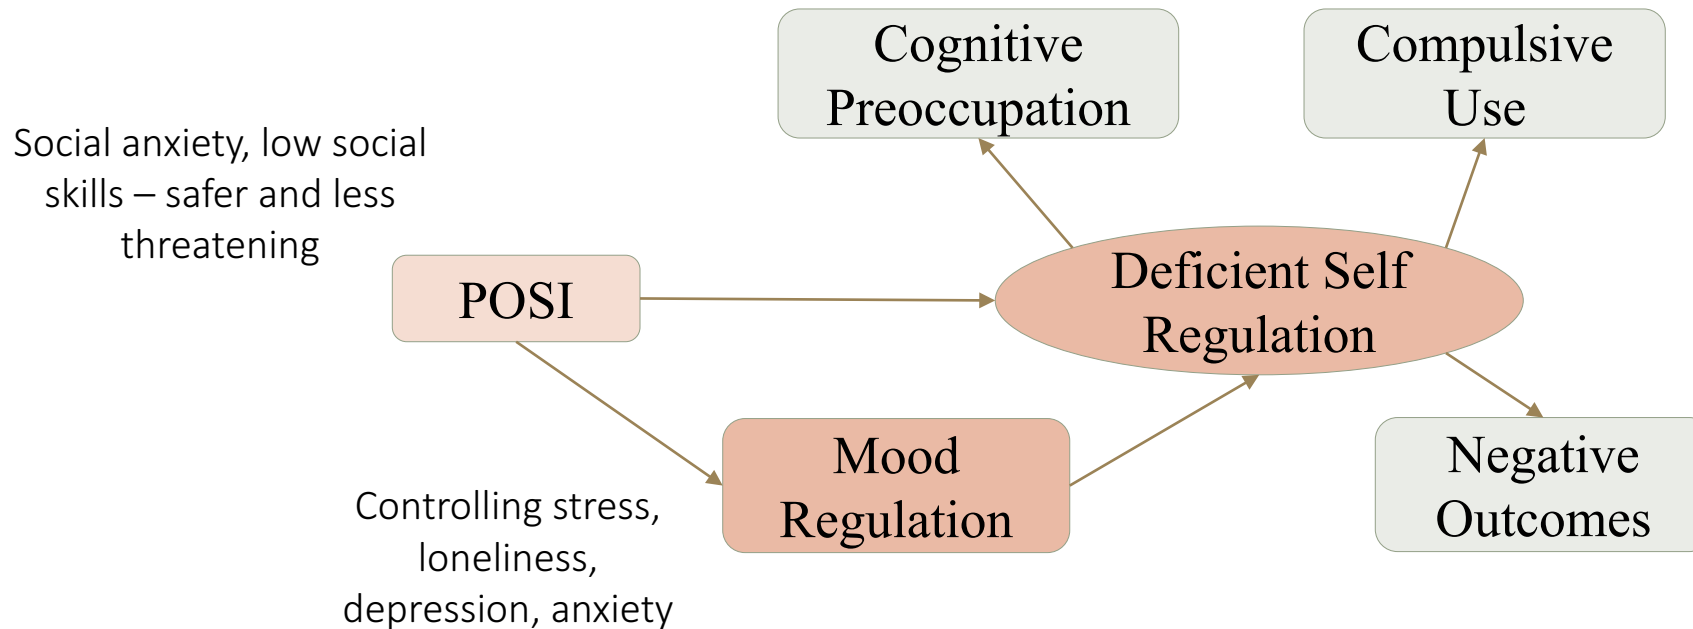 Cognitive
Preoccupation
Compulsive
Use
Social anxiety, low social
skills – safer and less
threatening
POSI
Deficient Self
Regulation
Mood
Regulation
Negative
Outcomes
Controlling stress,
loneliness,
depression, anxiety